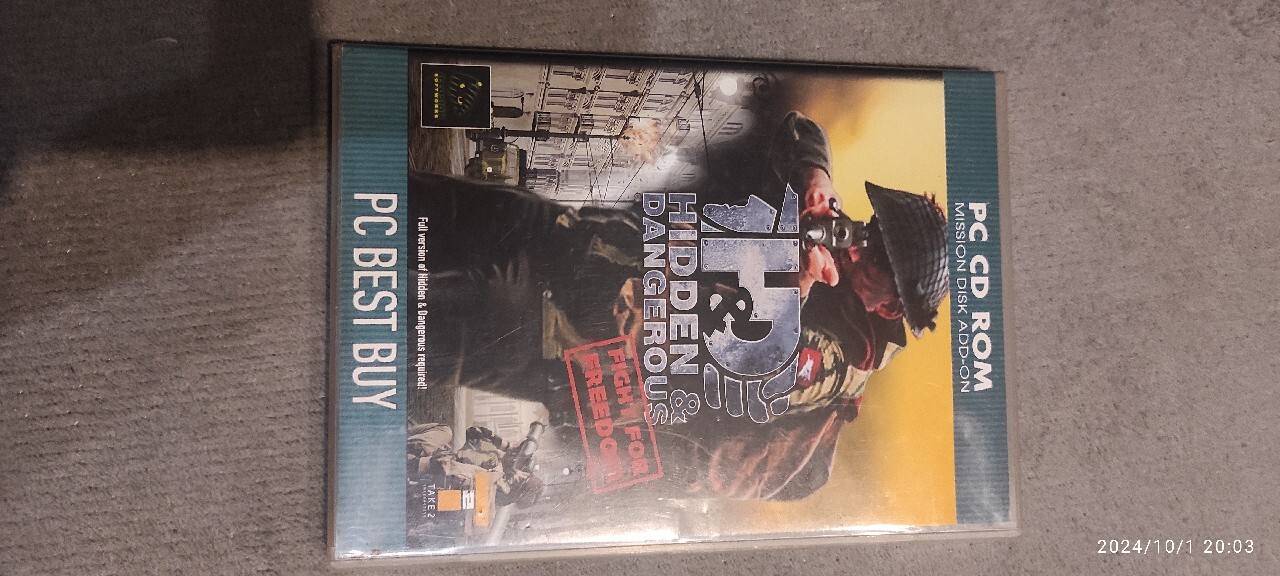 PC CD ROM
MISSION DISK ADD-ON
H&D
HIDDEN &
DANGEROUS
FIGHT FOR
FREEDOM
Full version of Hidden & Dangerous required!
TAKE 2
INTERACTIVE
SOFTWORKS
PC BEST BUY
2024/10/1 20:03